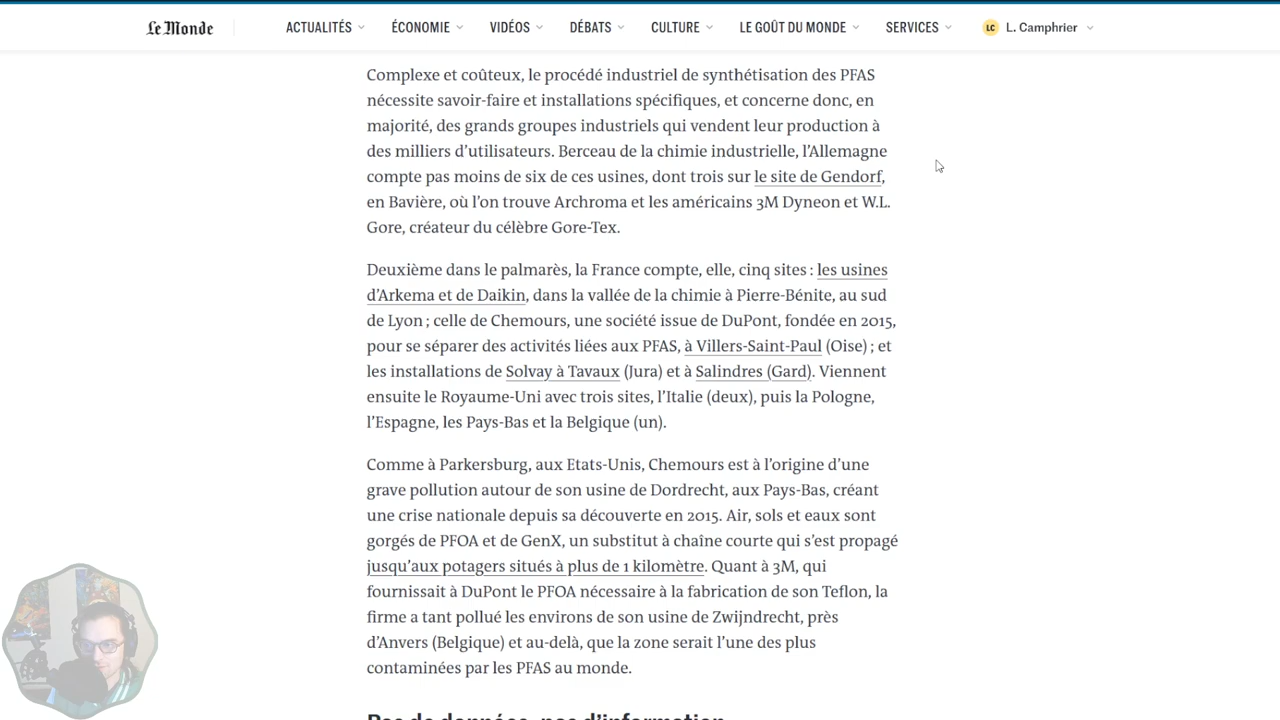 Le Monde
ACTUALITÉS
ÉCONOMIE
VIDÉOS
DÉBATS
CULTURE
LE GOÛT DU MONDE
SERVICES
LC
L. Camphrier
Complexe et coûteux, le procédé industriel de synthétisation des PFAS
nécessite savoir-faire et installations spécifiques, et concerne donc, en
majorité, des grands groupes industriels qui vendent leur production à
des milliers d’utilisateurs. Berceau de la chimie industrielle, l’Allemagne
compte pas moins de six de ces usines, dont trois sur le site de Gendorf,
en Bavière, où l’on trouve Archroma et les américains 3M Dyneon et W.L.
Gore, créateur du célèbre Gore-Tex.
Deuxième dans le palmarès, la France compte, elle, cinq sites : les usines
d’Arkema et de Daikin, dans la vallée de la chimie à Pierre-Bénite, au sud
de Lyon ; celle de Chemours, une société issue de DuPont, fondée en 2015,
pour se séparer des activités liées aux PFAS, à Villers-Saint-Paul (Oise) ; et
les installations de Solvay à Tavaux (Jura) et à Salindres (Gard). Viennent
ensuite le Royaume-Uni avec trois sites, l’Italie (deux), puis la Pologne,
l’Espagne, les Pays-Bas et la Belgique (un).
Comme à Parkersburg, aux Etats-Unis, Chemours est à l’origine d’une
grave pollution autour de son usine de Dordrecht, aux Pays-Bas, créant
une crise nationale depuis sa découverte en 2015. Air, sols et eaux sont
gorgés de PFOA et de GenX, un substitut à chaîne courte qui s’est propagé
jusqu’aux potagers situés à plus de 1 kilomètre. Quant à 3M, qui
fournissait à DuPont le PFOA nécessaire à la fabrication de son Teflon, la
firme a tant pollué les environs de son usine de Zwijndrecht, près
d’Anvers (Belgique) et au-delà, que la zone serait l’une des plus
contaminées par les PFAS au monde.
Pas de données, pas d’information